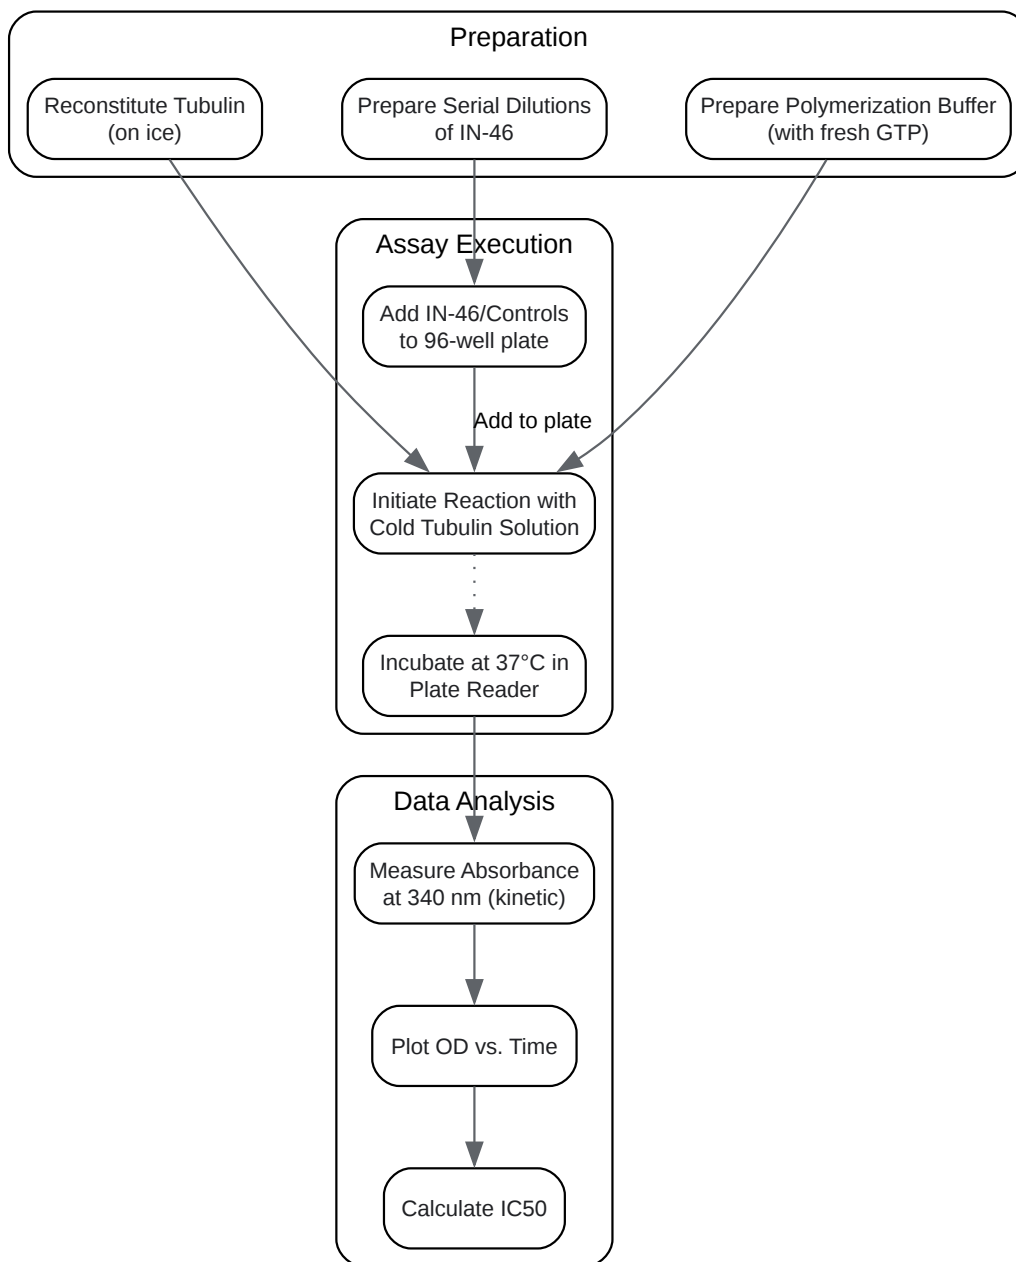 Preparation
Reconstitute Tubulin
(on ice)
Prepare Serial Dilutions
of IN-46
Prepare Polymerization Buffer
(with fresh GTP)
Assay Execution
Add IN-46/Controls
to 96-well plate
Add to plate
Initiate Reaction with
Cold Tubulin Solution
Incubate at 37°C in
Plate Reader
Data Analysis
Measure Absorbance
at 340 nm (kinetic)
Plot OD vs. Time
Calculate IC50